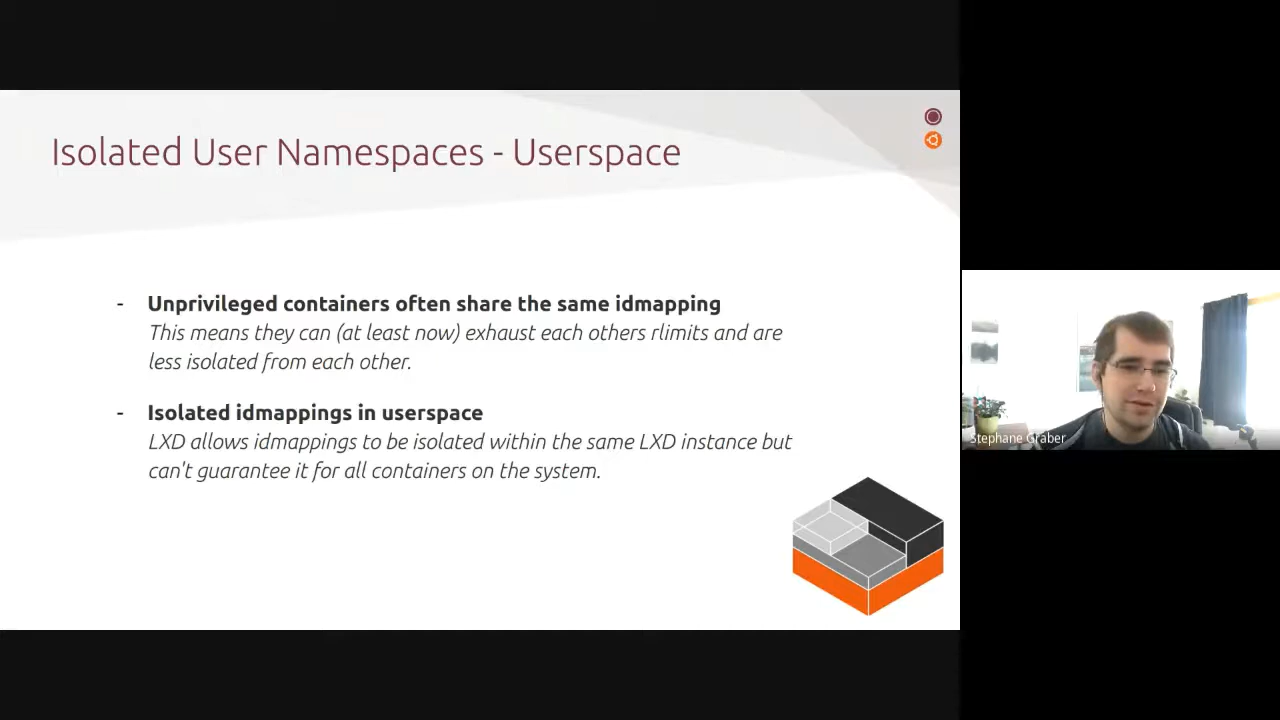 Isolated User Namespaces - Userspace
- Unprivileged containers often share the same idmapping
This means they can (at least now) exhaust each others rlimits and are
less isolated from each other.
- Isolated idmappings in userspace
LXD allows idmappings to be isolated within the same LXD instance but
can't guarantee it for all containers on the system.
Stephane Graber